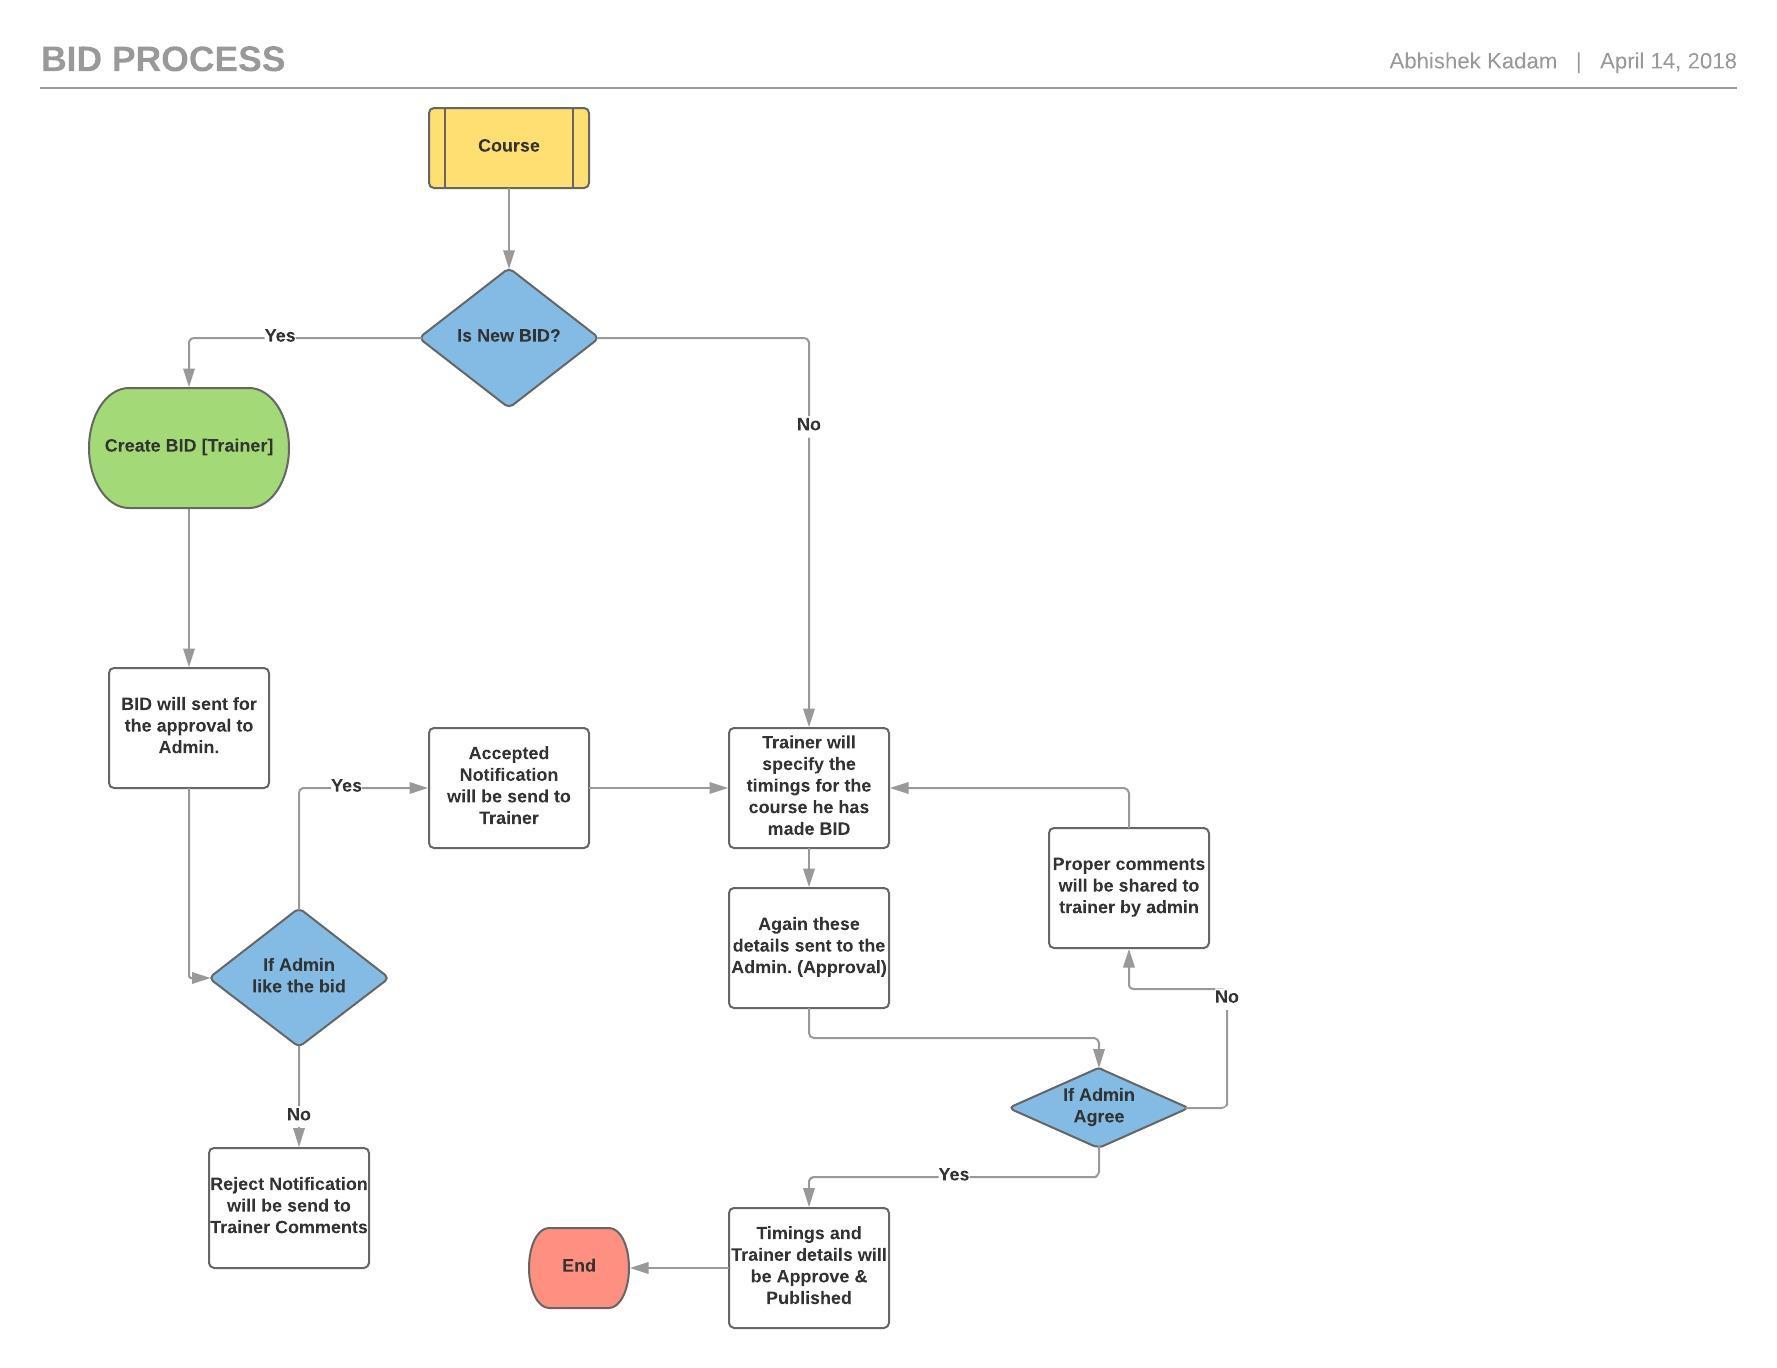 BID PROCESS
Abhishek Kadam | April 14, 2018
Course
Is New BID?
Yes
No
Create BID [Trainer]
BID will sent for
the approval to
Admin.
Accepted
Notification
will be send to
Trainer
Yes
Trainer will
specify the
timings for the
course he has
made BID
Proper comments
will be shared to
trainer by admin
Again these
details sent to the
Admin. (Approval)
If Admin
like the bid
No
No
If Admin
Agree
Yes
Reject Notification
will be send to
Trainer Comments
Timings and
Trainer details will
be Approve &
Published
End